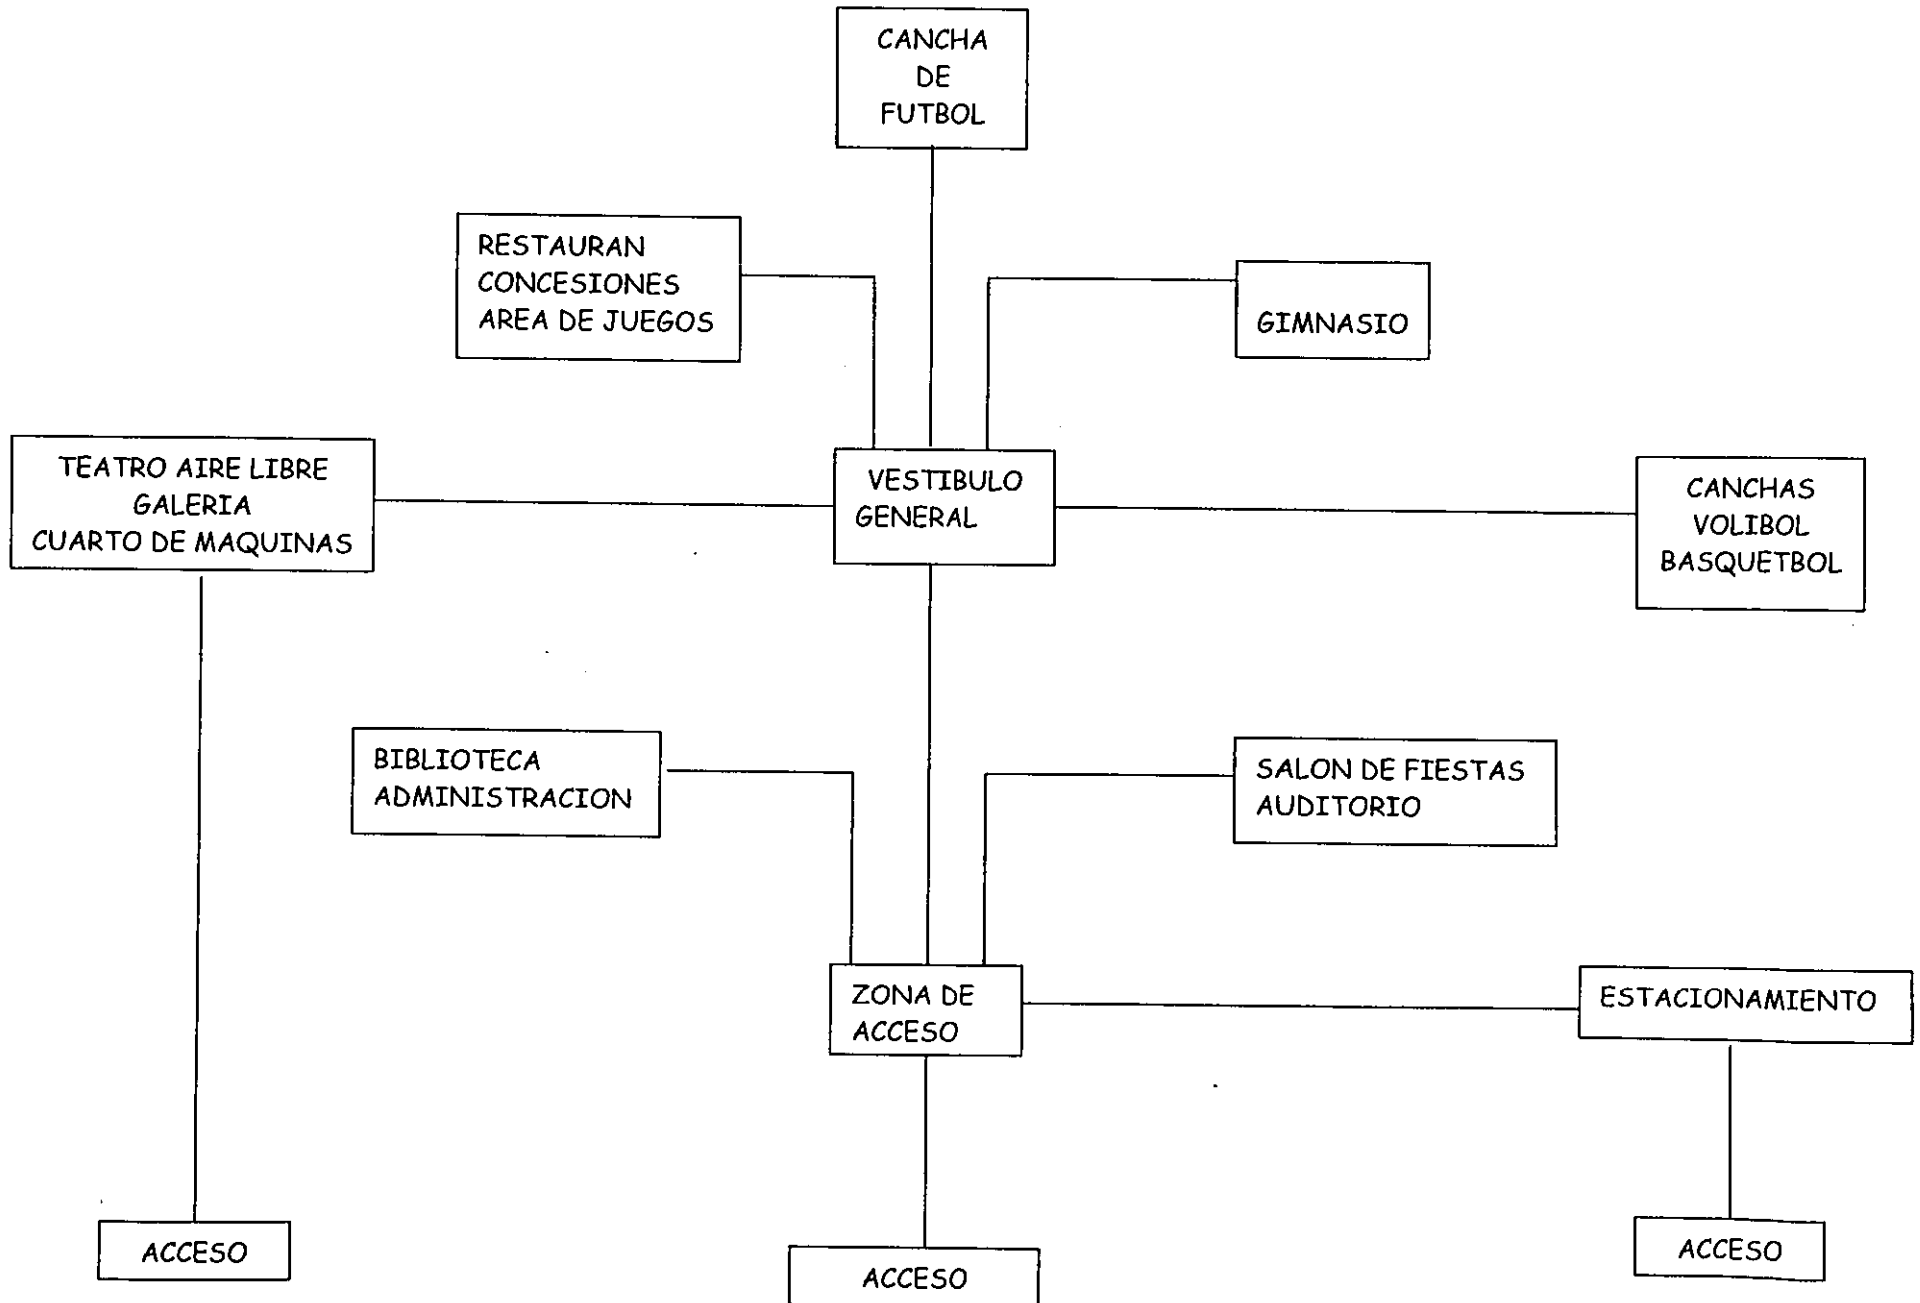 CANCHA
DE
FUTBOL
RESTAURAN
CONCESIONES
AREA DE JUEGOS
GIMNASIO
TEATRO AIRE LIBRE
GALERIA
CUARTO DE MAQUINAS
VESTIBULO
GENERAL
CANCHAS
VOLIBOL
BASQUETBOL
BIBLIOTECA
ADMINISTRACION
SALON DE FIESTAS
AUDITORIO
ZONA DE
ACCESO
ESTACIONAMIENTO
ACCESO
ACCESO
ACCESO